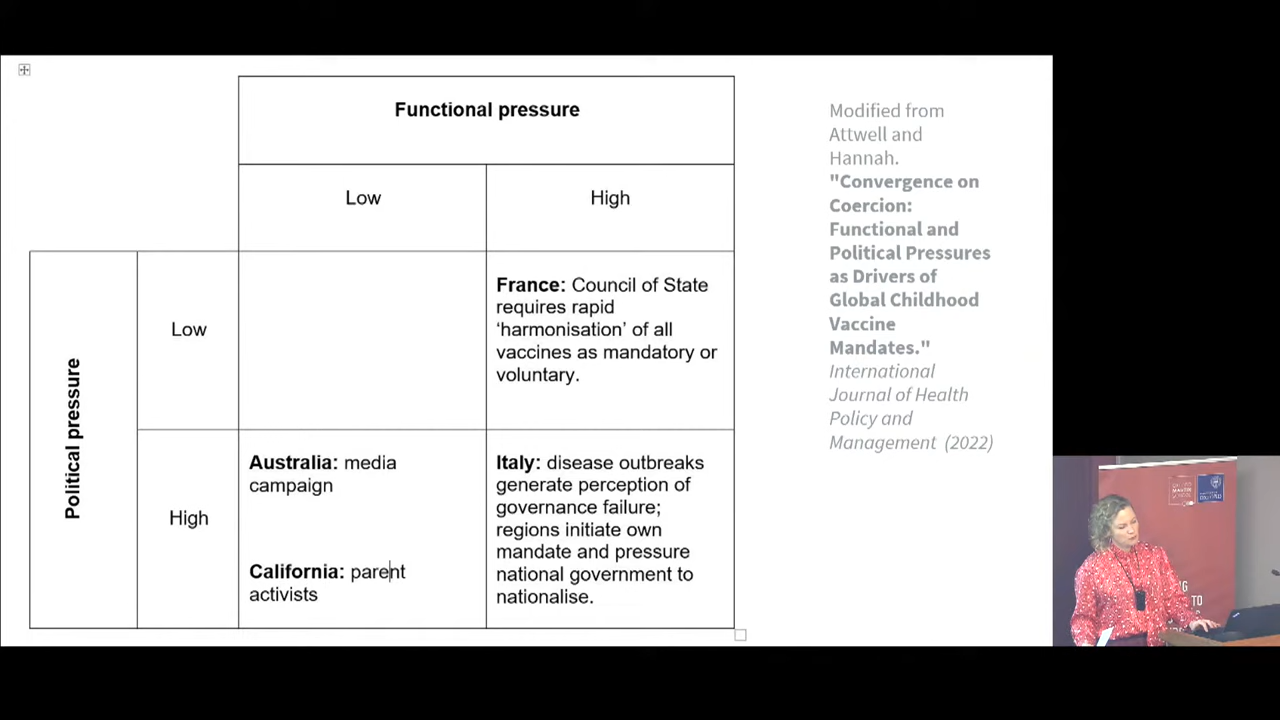 Functional pressure
Low
High
Political pressure
Low
France: Council of State
requires rapid
‘harmonisation’ of all
vaccines as mandatory or
voluntary.
High
Australia: media
campaign
California: parent
activists
Italy: disease outbreaks
generate perception of
governance failure;
regions initiate own
mandate and pressure
national government to
nationalise.
Modified from
Attwell and
Hannah.
"Convergence on
Coercion:
Functional and
Political Pressures
as Drivers of
Global Childhood
Vaccine
Mandates."
International
Journal of Health
Policy and
Management (2022)